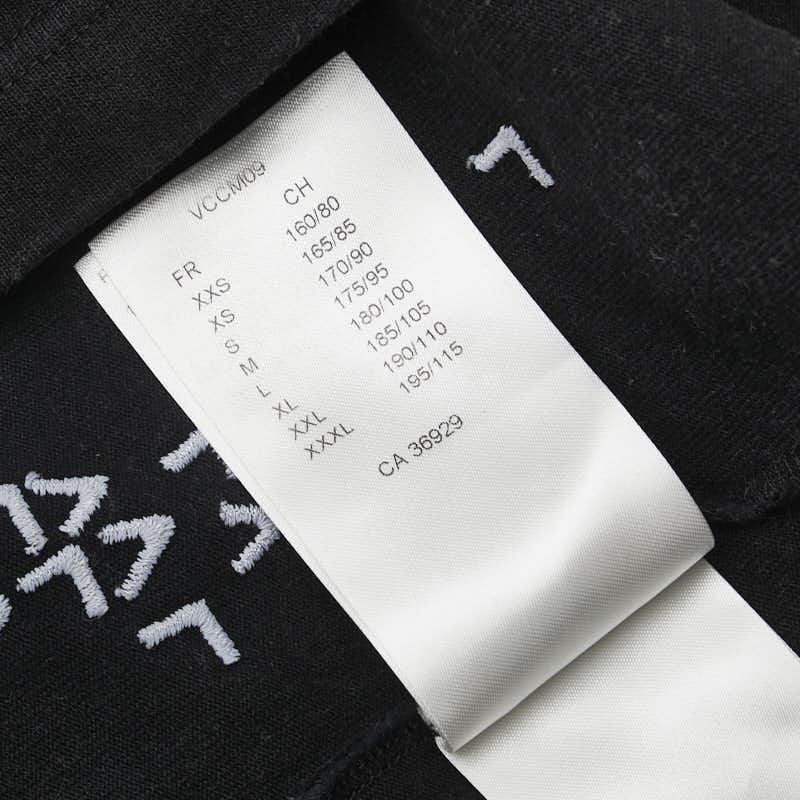 VCCM09
FR CH
XXS 160/80
XS 165/85
S 170/90
M 175/95
L 180/100
XL 185/105
XXL 190/110
XXXL 195/115
CA 36929